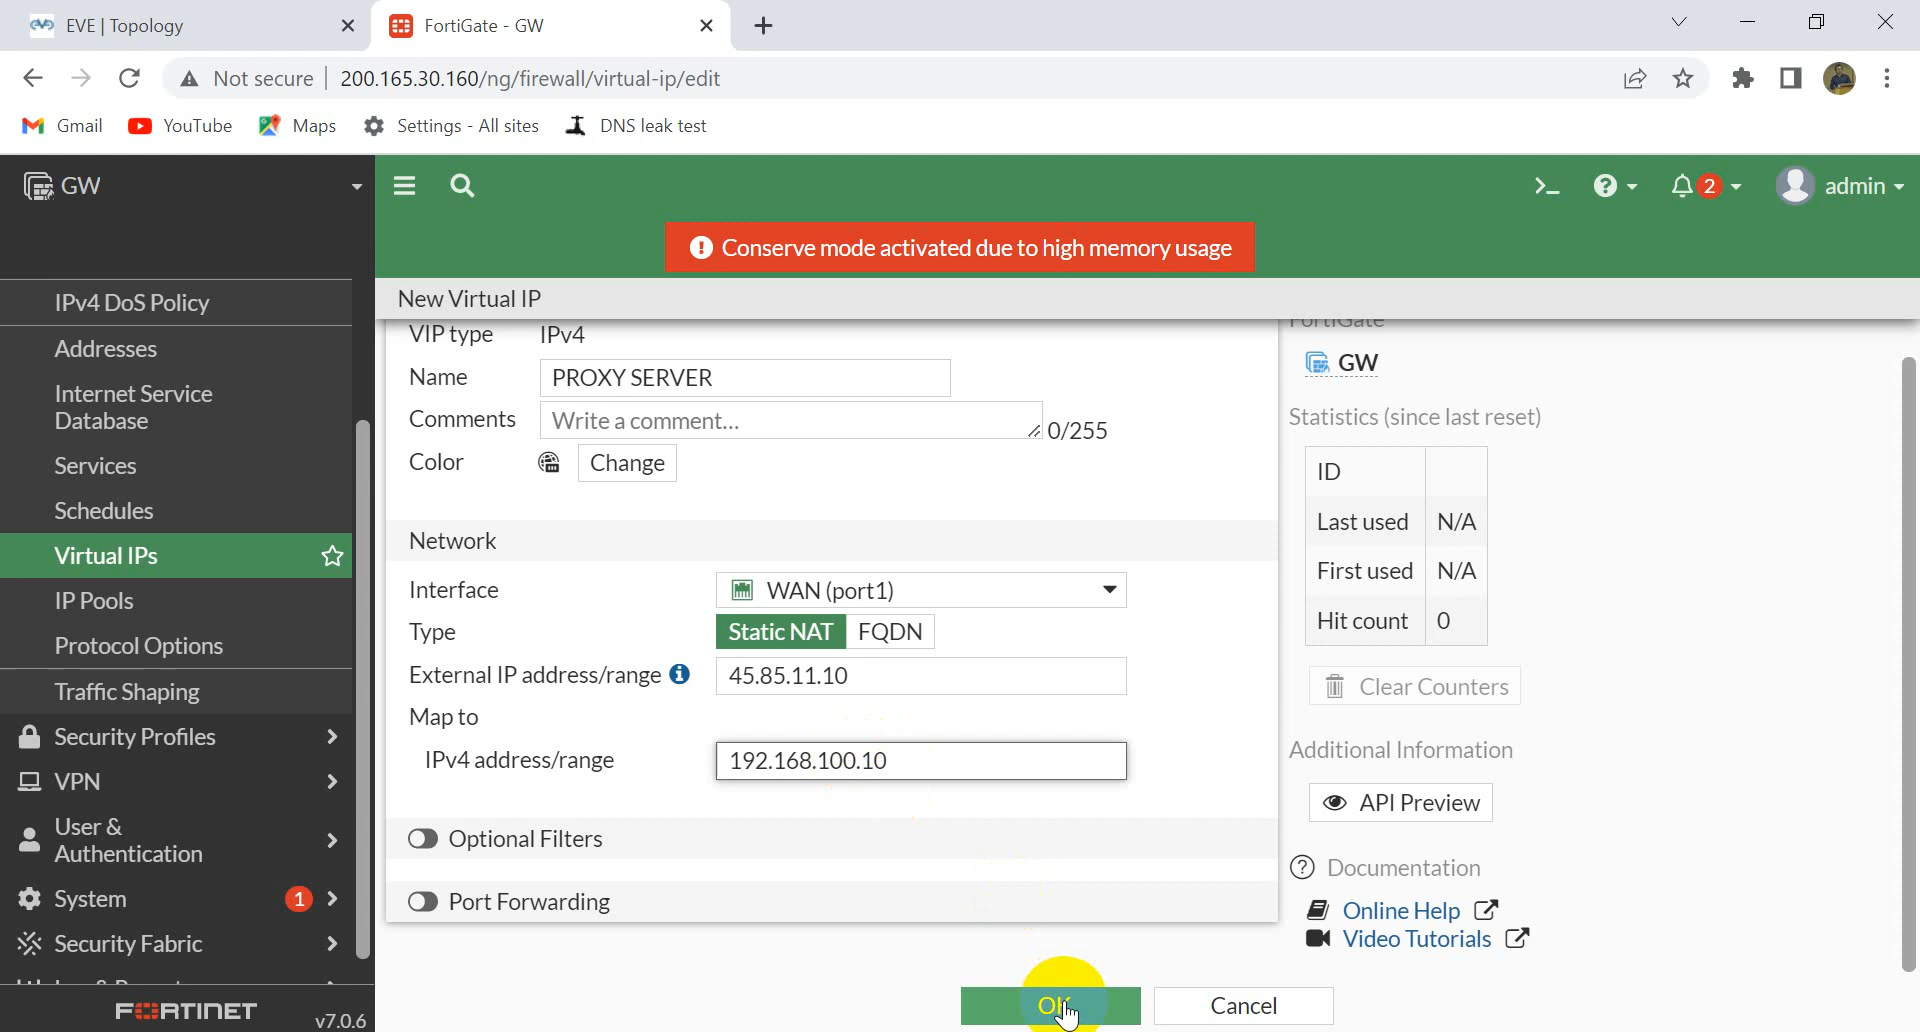 EVE | Topology
FortiGate - GW
Not secure
200.165.30.160/ng/firewall/virtual-ip/edit
Gmail
YouTube
Maps
Settings - All sites
DNS leak test
GW
2
admin
Conserve mode activated due to high memory usage
New Virtual IP
IPv4 DoS Policy
Addresses
Internet Service
Database
Services
Schedules
Virtual IPs
IP Pools
Protocol Options
Traffic Shaping
Security Profiles
VPN
User &
Authentication
System
1
Security Fabric
FORTINET
v7.0.6
VIP type
IPv4
Name
PROXY SERVER
Comments
Write a comment...
0/255
Color
Change
Network
Interface
WAN (port1)
Type
Static NAT
FQDN
External IP address/range
45.85.11.10
Map to
IPv4 address/range
192.168.100.10
Optional Filters
Port Forwarding
OK
Cancel
FortiGate
GW
Statistics (since last reset)
ID
Last used N/A
First used N/A
Hit count 0
Clear Counters
Additional Information
API Preview
Documentation
Online Help
Video Tutorials